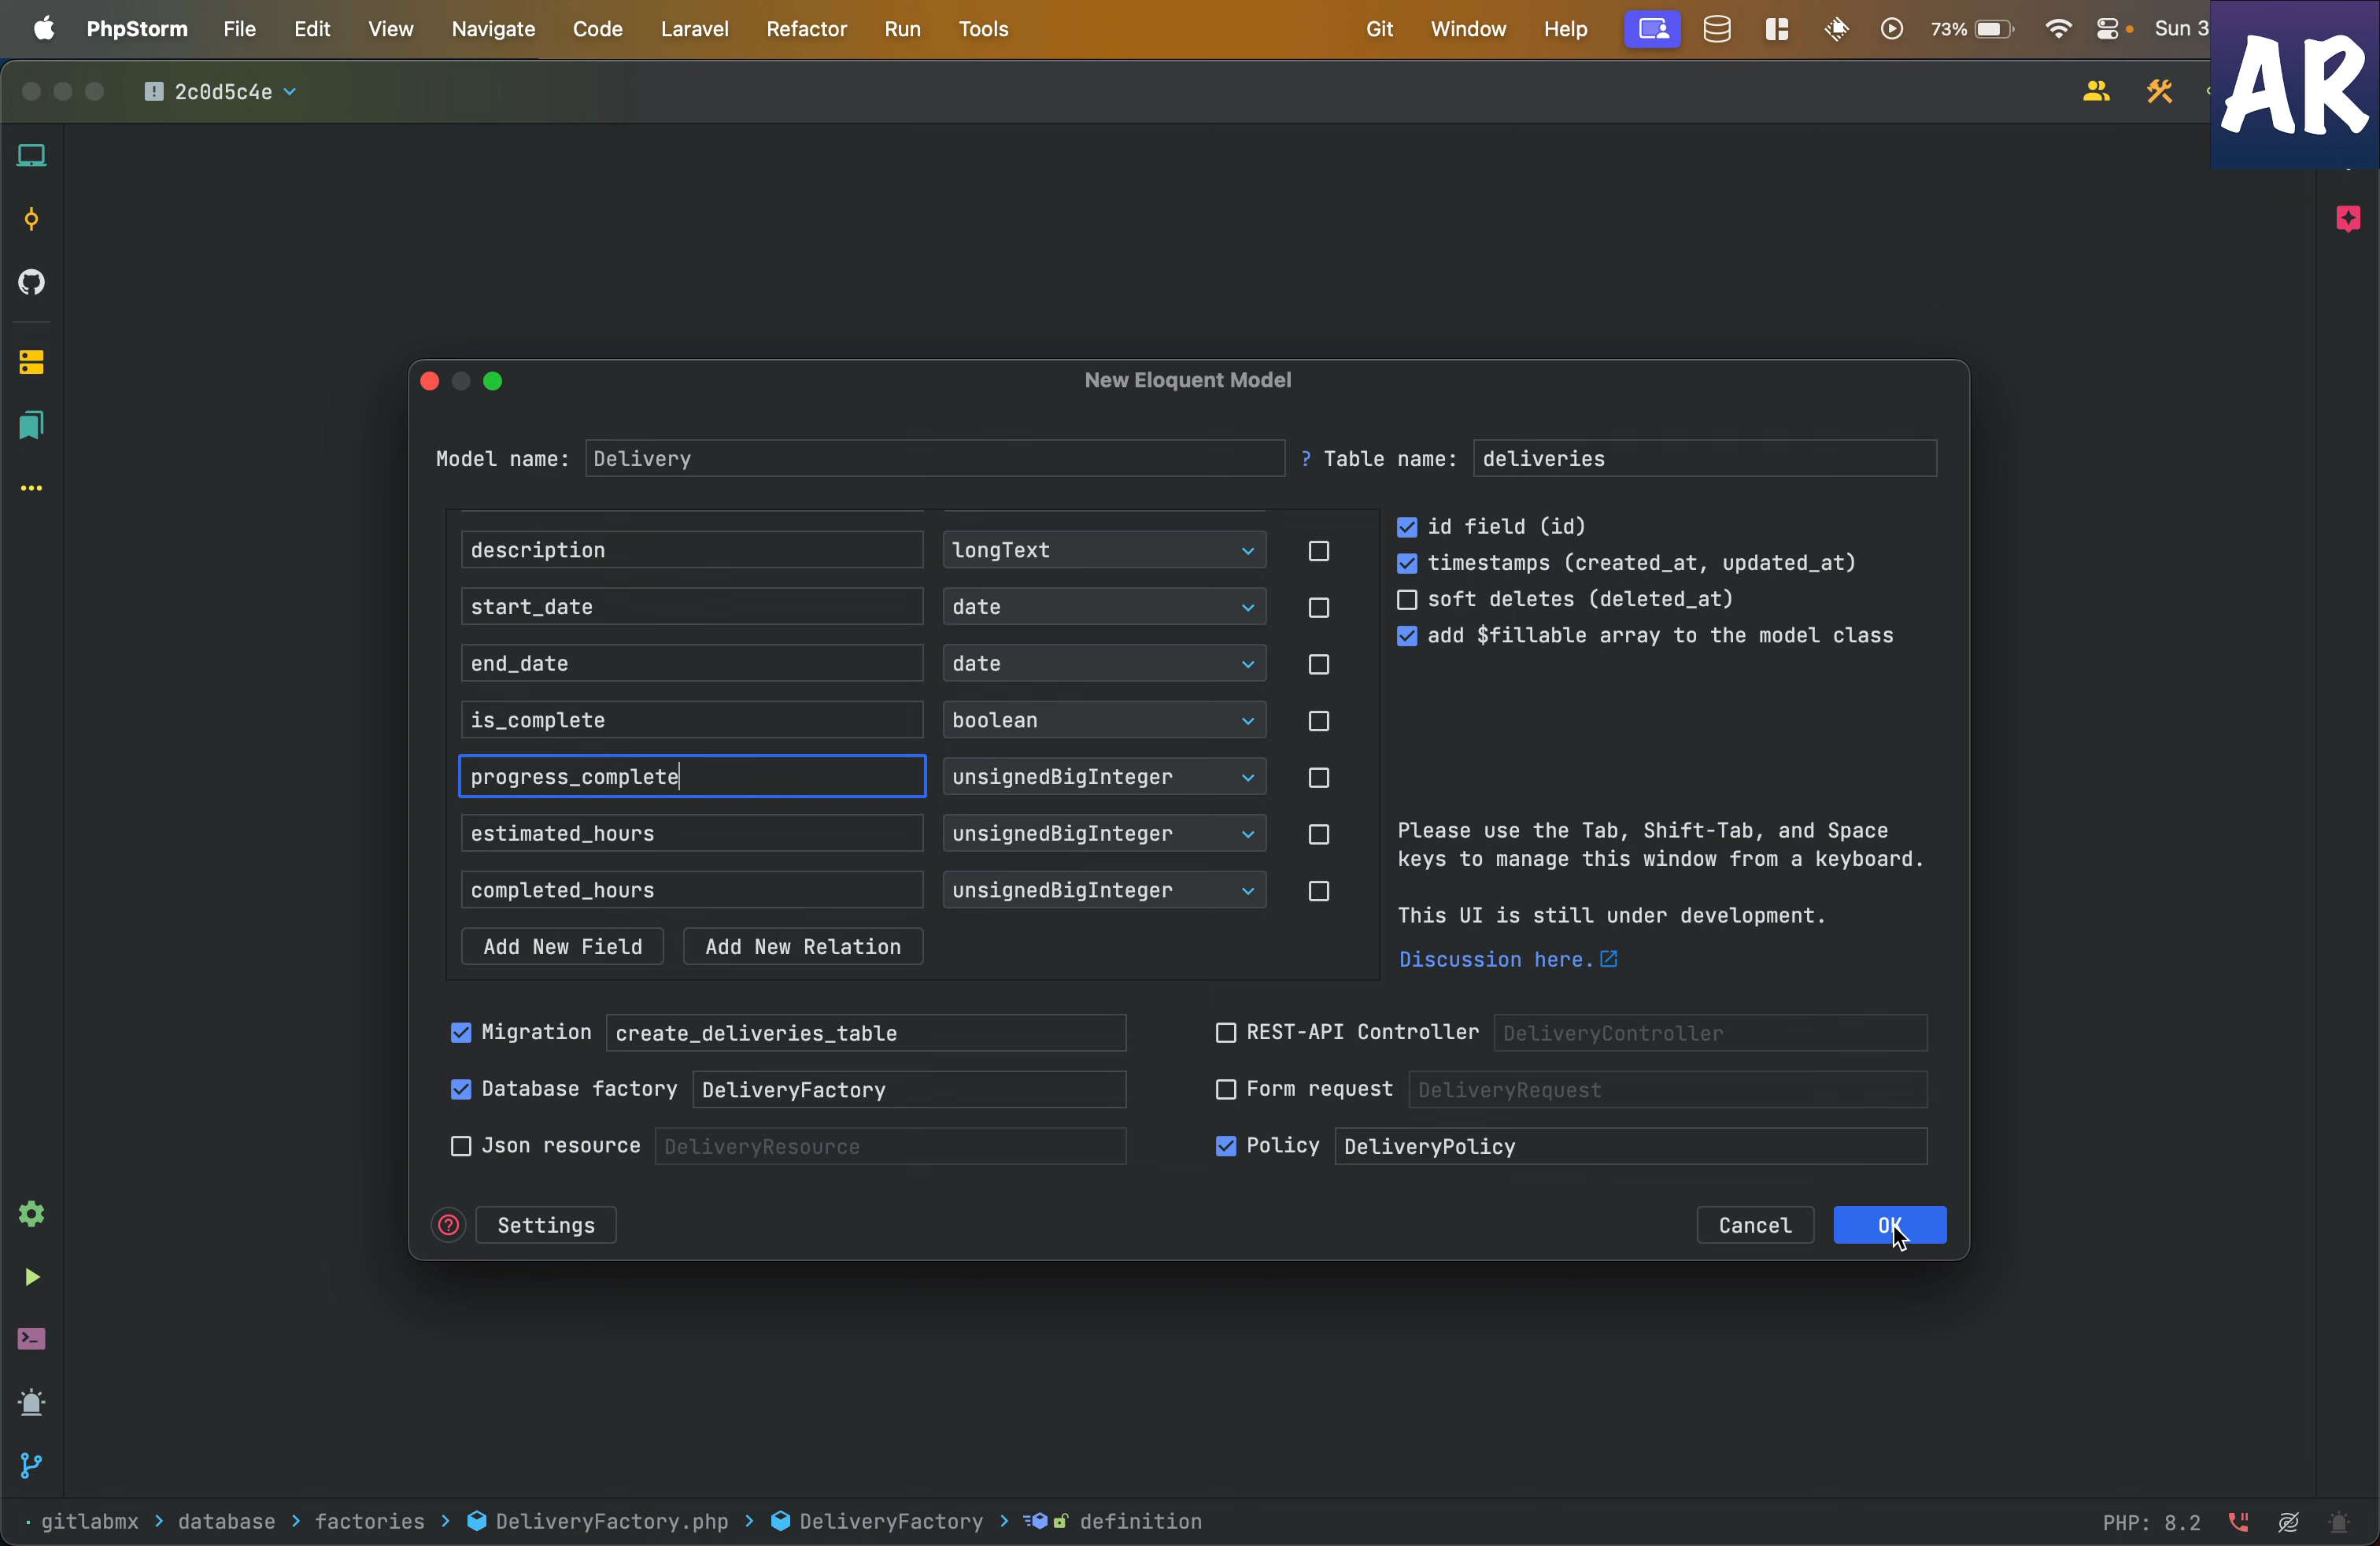 PhpStorm File Edit View Navigate Code Laravel Refactor Run Tools Git Window Help 73% Sun 3
AR
2c0d5c4e
New Eloquent Model
Model name: Delivery ? Table name: deliveries
description longText
id field (id)
timestamps (created_at, updated_at)
start_date date
soft deletes (deleted_at)
add $fillable array to the model class
end_date date
is_complete boolean
progress_complete unsignedBigInteger
estimated_hours unsignedBigInteger
completed_hours unsignedBigInteger
Add New Field Add New Relation
Please use the Tab, Shift-Tab, and Space
keys to manage this window from a keyboard.
This UI is still under development.
Discussion here.
Migration create_deliveries_table REST-API Controller DeliveryController
Database factory DeliveryFactory Form request DeliveryRequest
Json resource DeliveryResource Policy DeliveryPolicy
Settings Cancel OK
gitlabmx > database > factories > DeliveryFactory.php > DeliveryFactory > definition PHP: 8.2